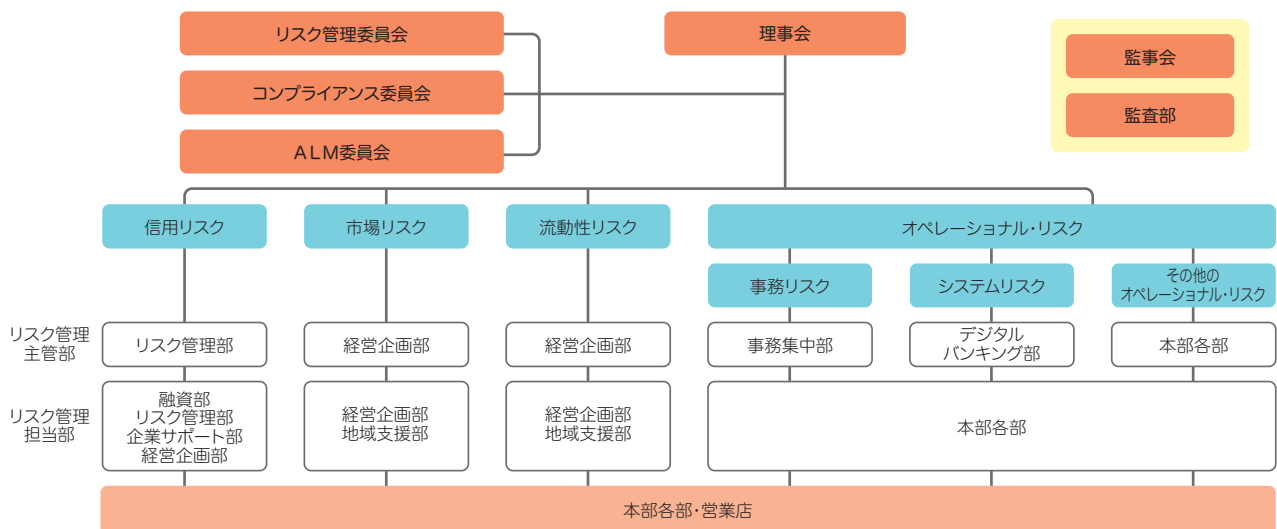 リスク管理委員会
理事会
監事会
コンプライアンス委員会
監査部
ALM委員会
信用リスク
市場リスク
流動性リスク
オペレーショナル・リスク
事務リスク
システムリスク
その他の
オペレーショナル・リスク
リスク管理
主管部
リスク管理部
経営企画部
経営企画部
事務集中部
デジタル
バンキング部
本部各部
リスク管理
担当部
融資部
リスク管理部
企業サポート部
経営企画部
経営企画部
地域支援部
経営企画部
地域支援部
本部各部
本部各部・営業店